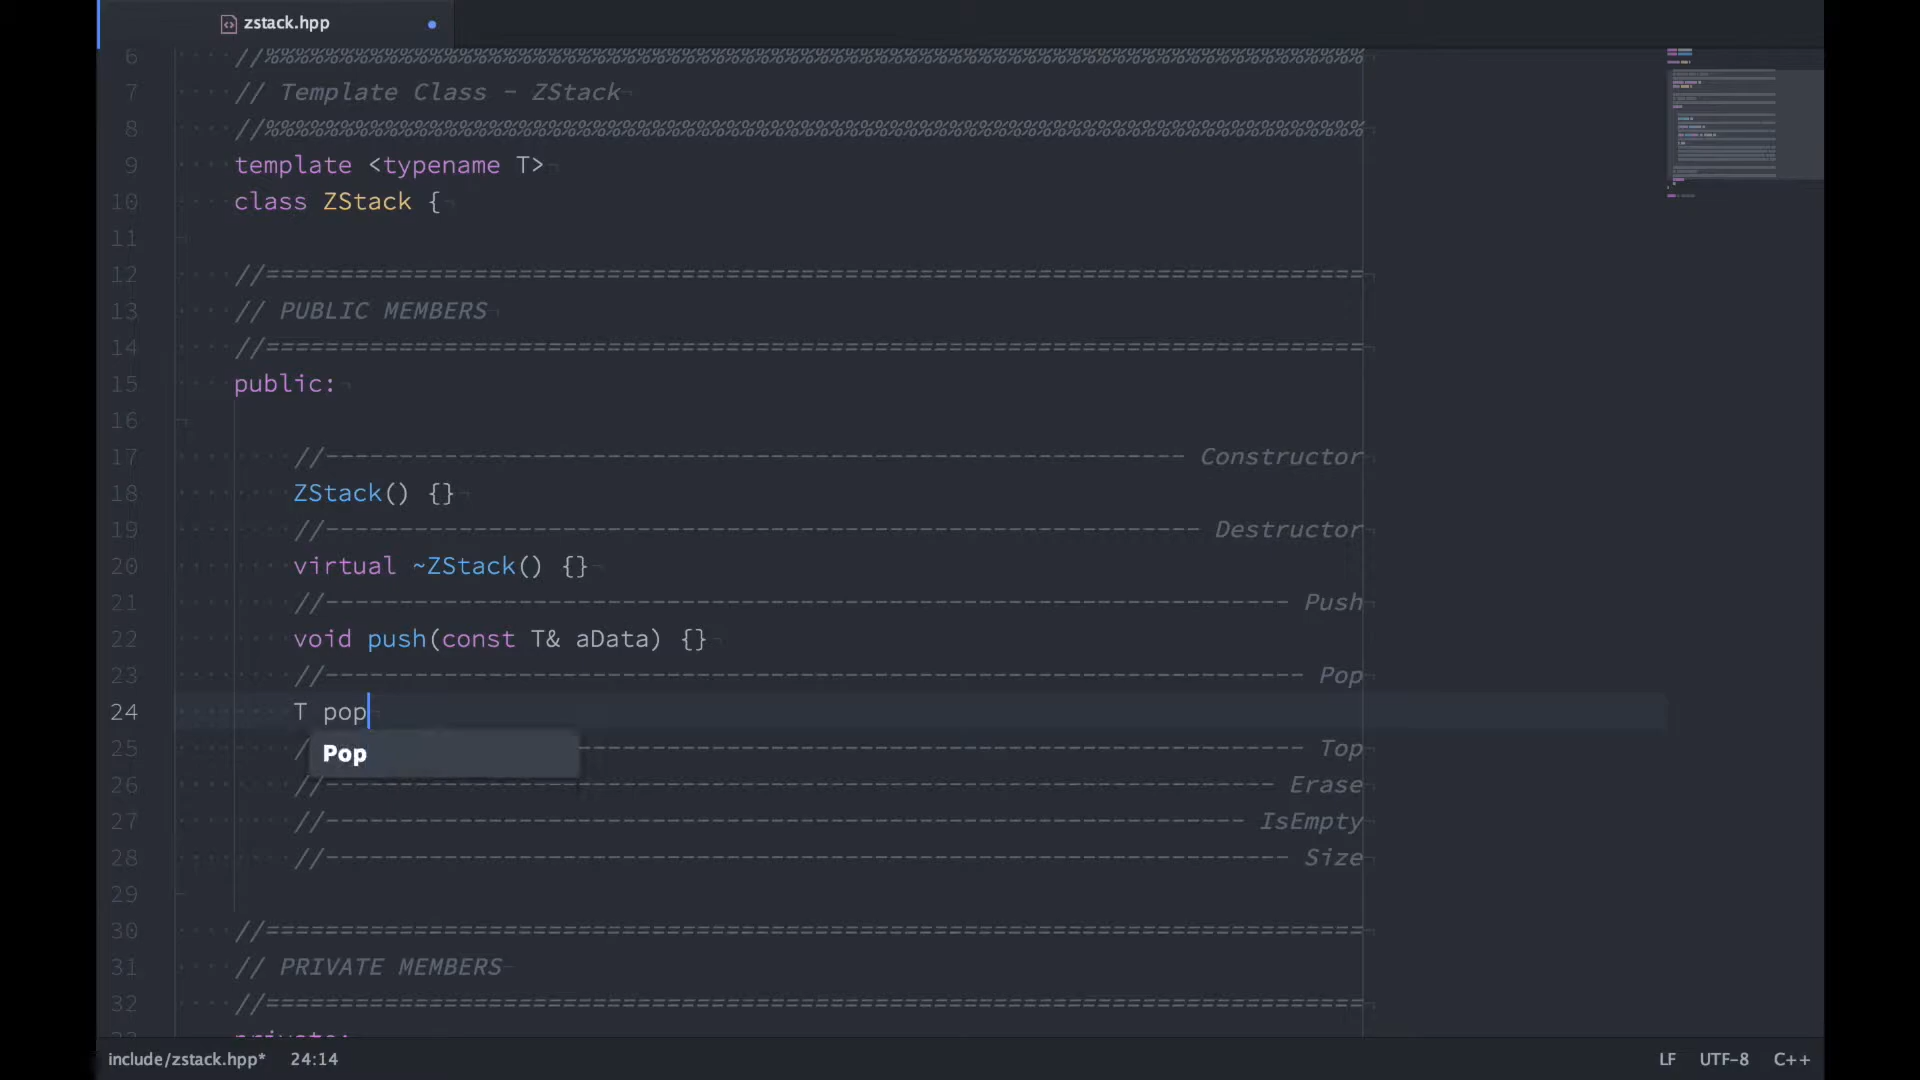 zstack.hpp
6 //%%%%%%%%%%%%%%%%%%%%%%%%%%%%%%%%%%%%%%%%%%%%%%%%%%%%%%%%%%%%%%%%%%%%%%%%%%
7 // Template Class - ZStack
8 //%%%%%%%%%%%%%%%%%%%%%%%%%%%%%%%%%%%%%%%%%%%%%%%%%%%%%%%%%%%%%%%%%%%%%%%%%%
9 template <typename T>
10 class ZStack {
11
12 //==========================================================================
13 // PUBLIC MEMBERS
14 //==========================================================================
15 public:
16
17 //---------------------------------------------------------- Constructor
18 ZStack() {}
19 //----------------------------------------------------------- Destructor
20 virtual ~ZStack() {}
21 //----------------------------------------------------------------- Push
22 void push(const T& aData) {}
23 //------------------------------------------------------------------ Pop
24 T pop
Pop
25 /------------------------------------------------- Top
26 //---------------------------------------------------------------- Erase
27 //-------------------------------------------------------------- IsEmpty
28 //----------------------------------------------------------------- Size
29
30 //==========================================================================
31 // PRIVATE MEMBERS
32 //==========================================================================
33 private:
include/zstack.hpp* 24:14 LF UTF-8 C++